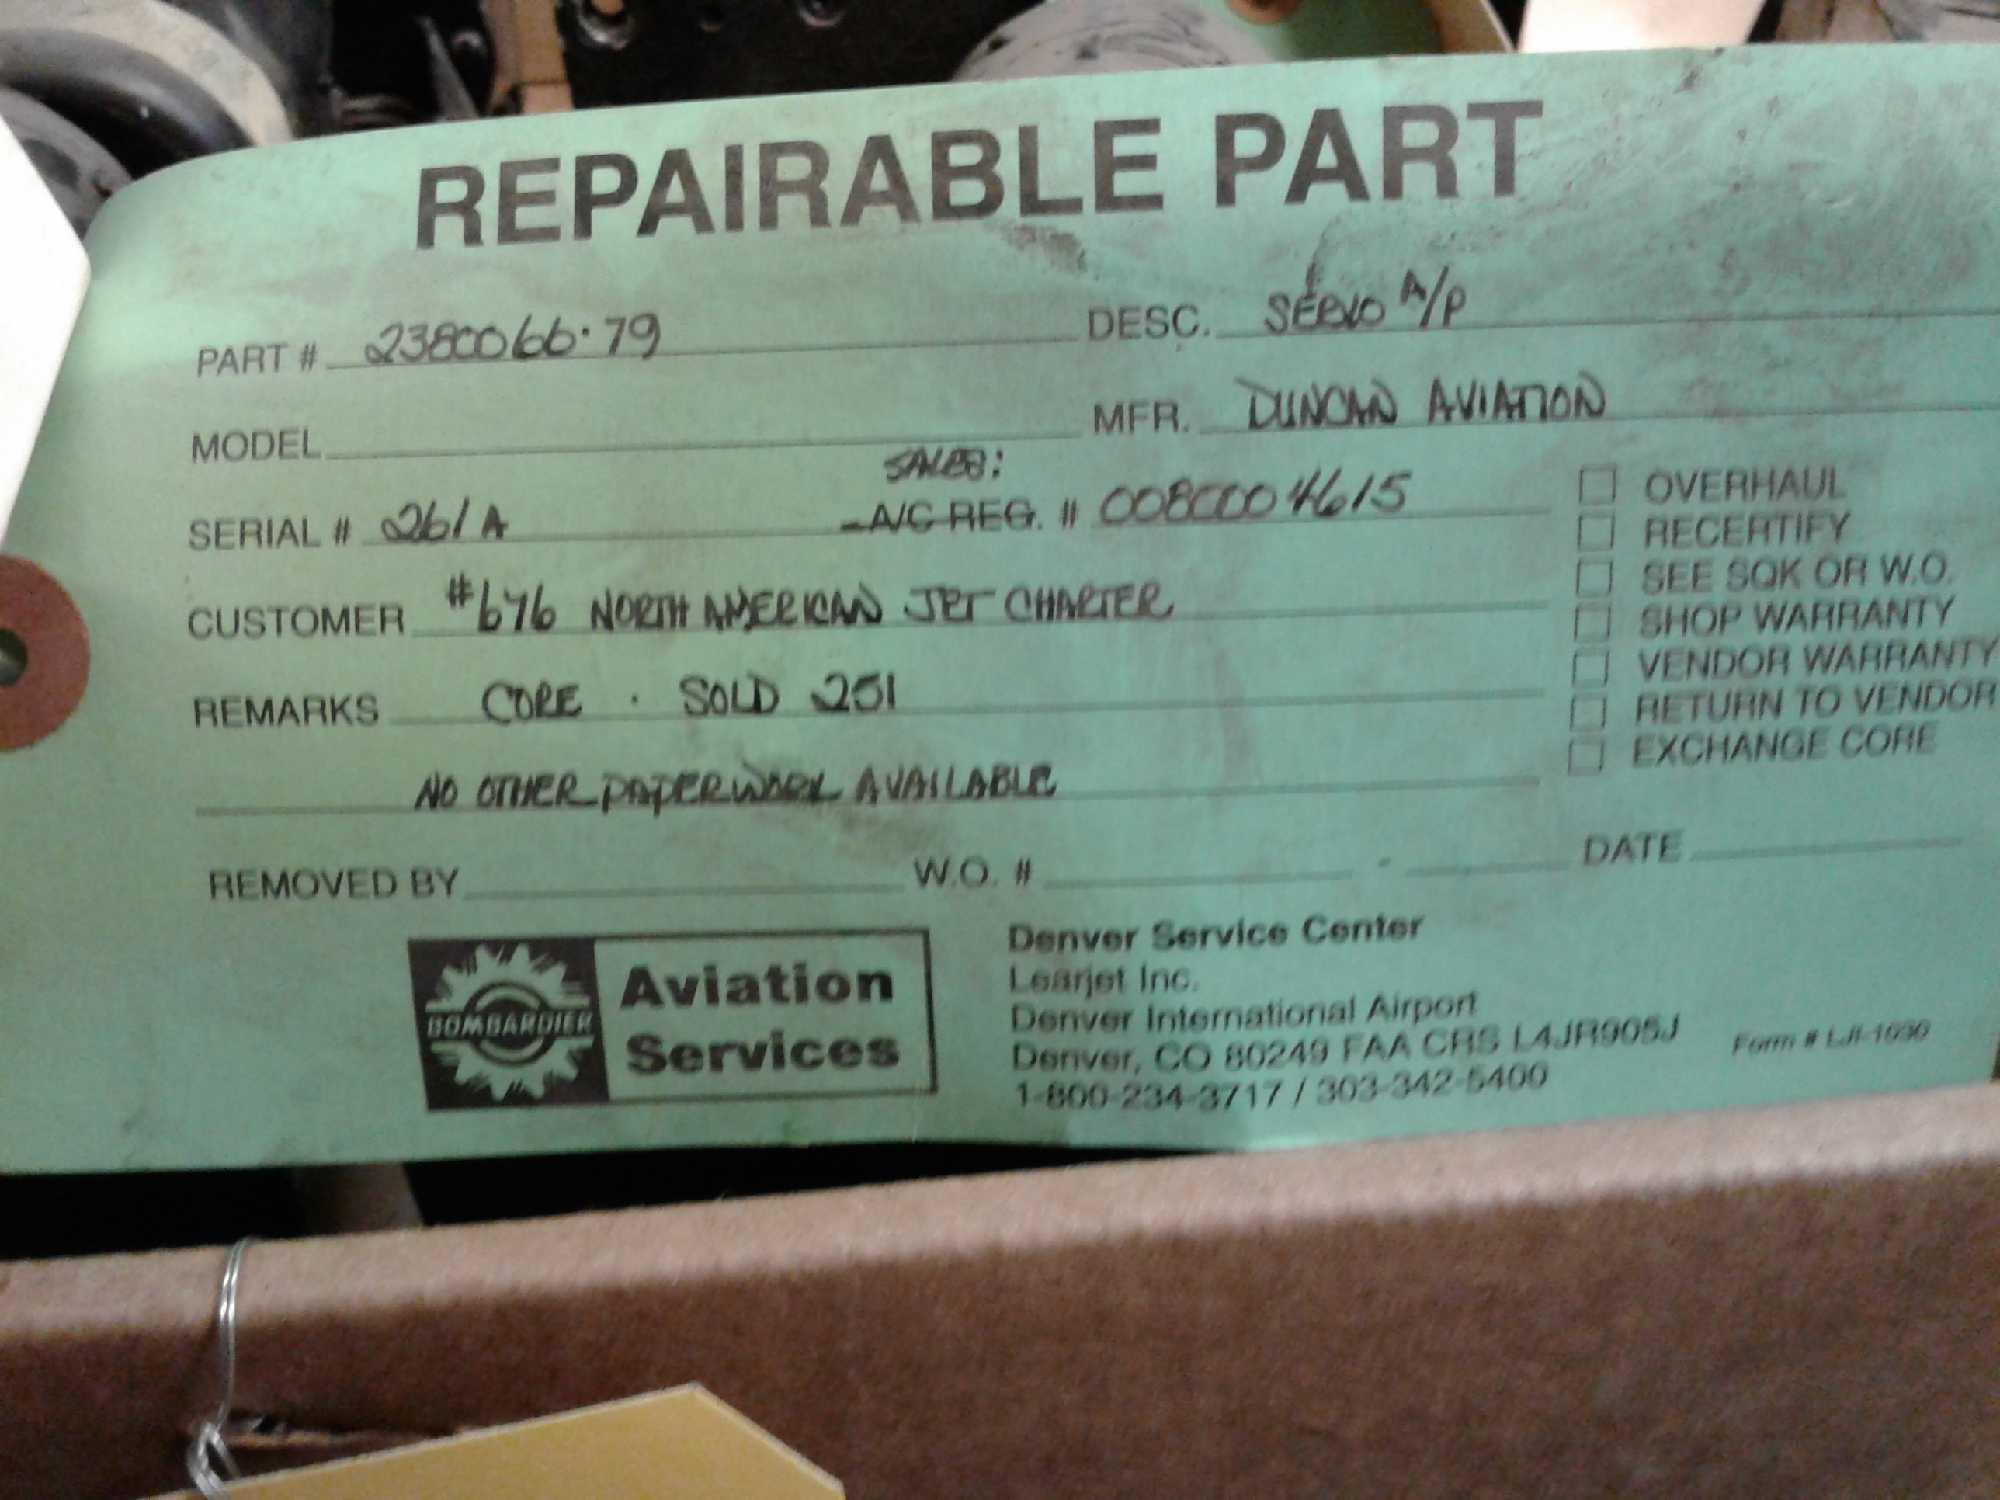 REPAIRABLE PART
PART # 2380066-79 DESC. SERVO A/P
MODEL MFR. DUNCAN AVIATION
SALES:
SERIAL # 261A A/C REG. # 0080004615
CUSTOMER #676 NORTH AMERICAN JET CHARTER
REMARKS CORE. SOLD 251
NO OTHER PAPERWORK AVAILABLE
OVERHAUL
RECERTIFY
SEE SQK OR W.O.
SHOP WARRANTY
VENDOR WARRANTY
RETURN TO VENDOR
EXCHANGE CORE
REMOVED BY W.O. # - DATE
BOMBARDIER
Aviation
Services
Denver Service Center
Learjet Inc.
Denver International Airport
Denver, CO 80249 FAA CRS L4JR905J
1-800-234-3717 / 303-342-5400
Form # LJI-1090